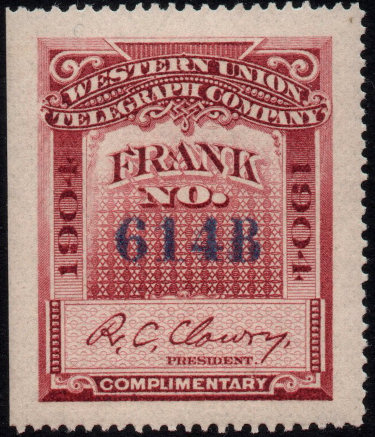 WESTERN UNION
TELEGRAPH COMPANY
1904
FRANK
NO.
614B
1904
R. C. Clowry.
PRESIDENT.
COMPLIMENTARY